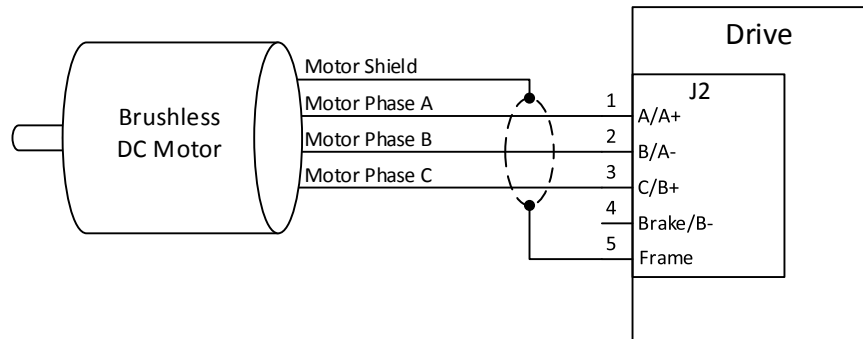 Drive
J2
Brushless
DC Motor
Motor Shield
Motor Phase A
Motor Phase B
Motor Phase C
1
A/A+
2
B/A-
3
C/B+
4
Brake/B-
5
Frame